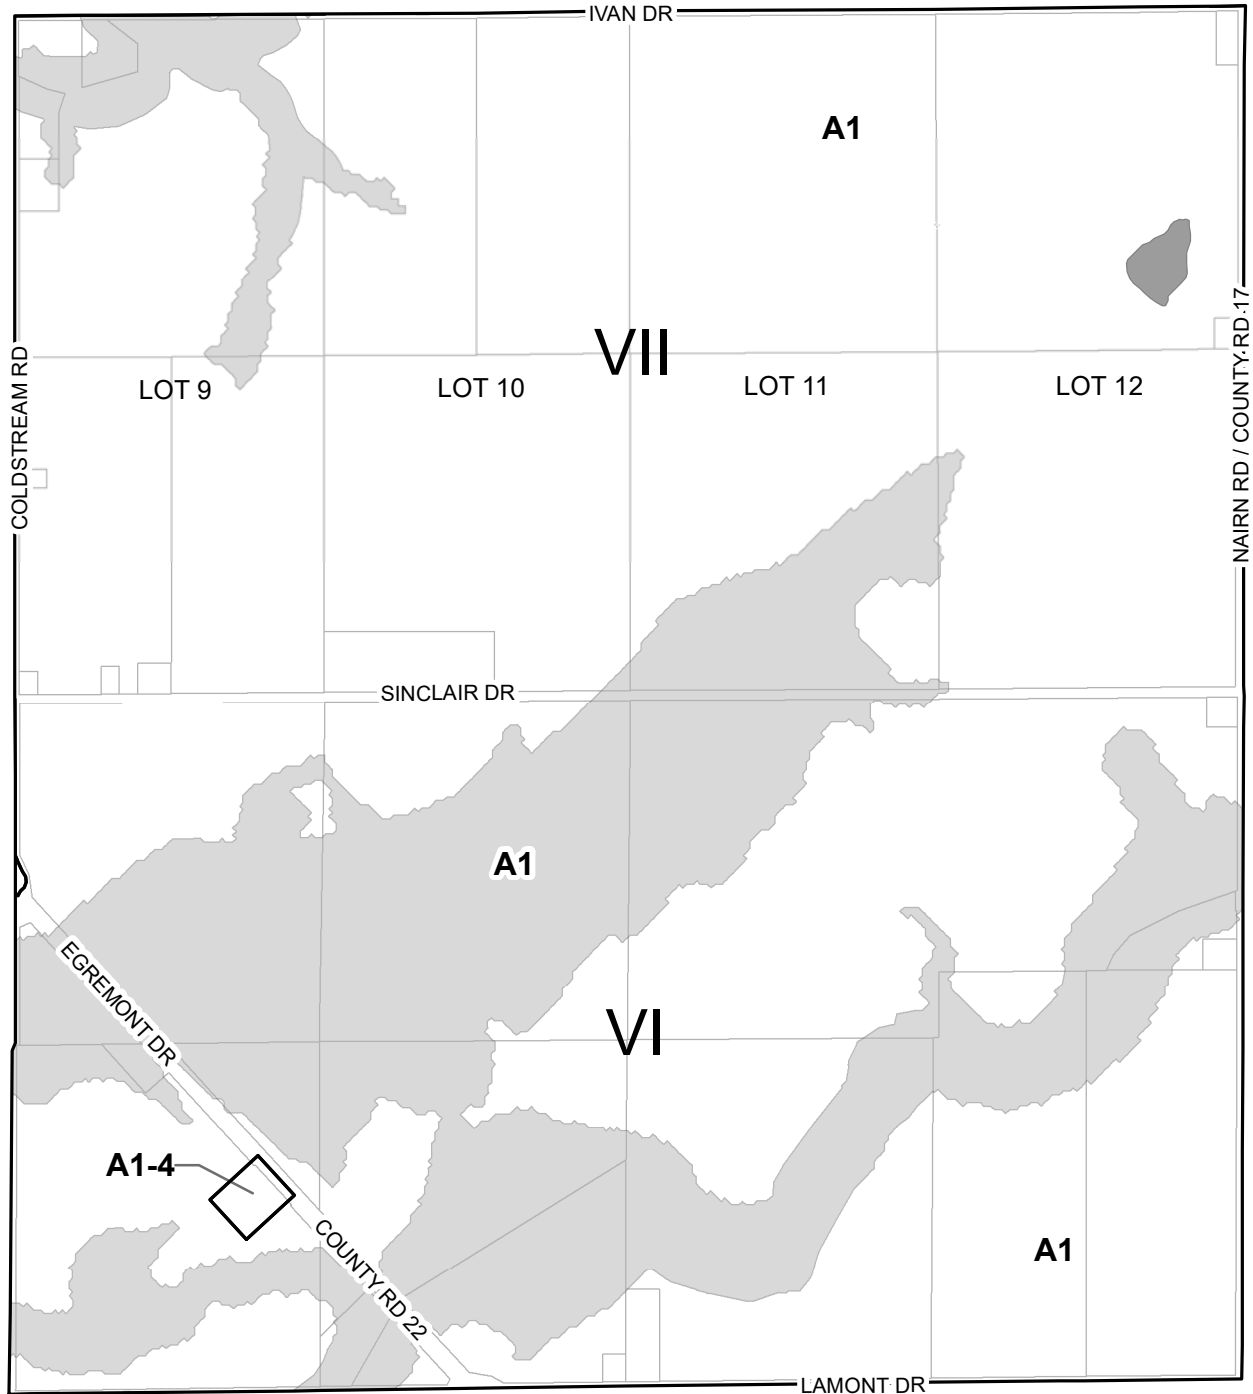 IVAN DR
A1
VII
COLDSTREAM RD
NAIRN RD / COUNTY RD 17
LOT 9
LOT 10
LOT 11
LOT 12
SINCLAIR DR
A1
EGREMONT DR
VI
A1-4
COUNTY RD 22
A1
LAMONT DR